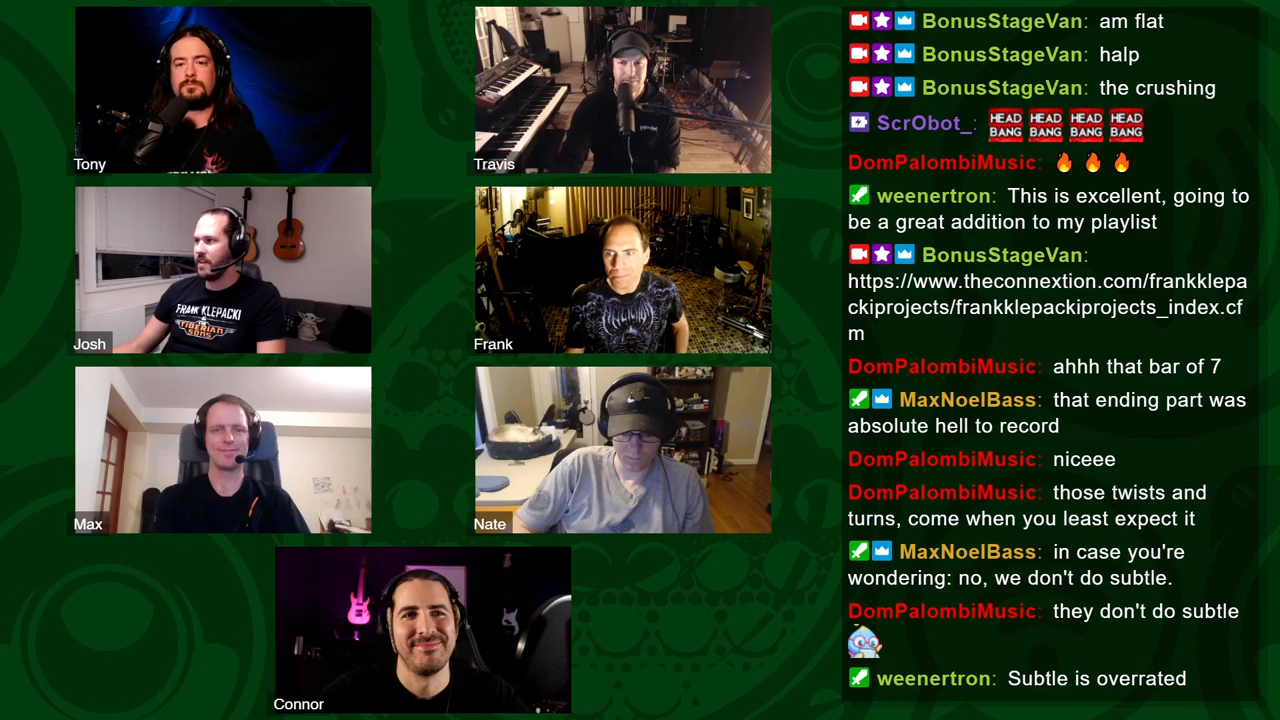 Tony
Travis
Josh
FRANK KLEPACKI
TIBERIAN
SONS
Frank
Max
Nate
Connor
BonusStageVan: am flat
BonusStageVan: halp
BonusStageVan: the crushing
ScrObot_: HEAD BANG HEAD BANG HEAD BANG HEAD BANG
DomPalombiMusic:
weenertron: This is excellent, going to
be a great addition to my playlist
BonusStageVan:
https://www.theconnextion.com/frankklepa
ckiprojects/frankklepackiprojects_index.cf
m
DomPalombiMusic: ahhh that bar of 7
MaxNoelBass: that ending part was
absolute hell to record
DomPalombiMusic: niceee
DomPalombiMusic: those twists and
turns, come when you least expect it
MaxNoelBass: in case you're
wondering: no, we don't do subtle.
DomPalombiMusic: they don't do subtle
weenertron: Subtle is overrated